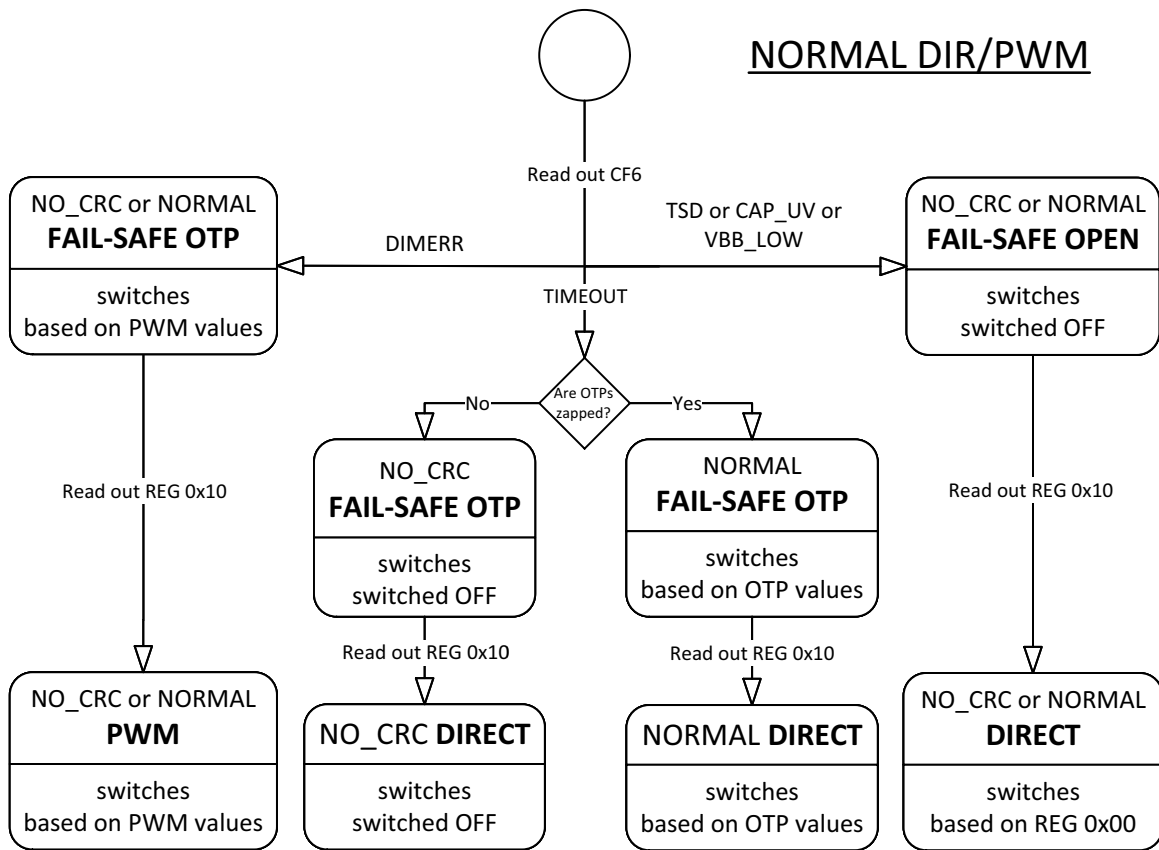 NORMAL DIR/PWM
Read out CF6
NO_CRC or NORMAL
FAIL-SAFE OTP
switches
based on PWM values
DIMERR
TSD or CAP_UV or
VBB_LOW
NO_CRC or NORMAL
FAIL-SAFE OPEN
switches
switched OFF
TIMEOUT
Are OTPs
zapped?
No
Yes
NO_CRC
FAIL-SAFE OTP
switches
switched OFF
NORMAL
FAIL-SAFE OTP
switches
based on OTP values
Read out REG 0x10
Read out REG 0x10
Read out REG 0x10
Read out REG 0x10
NO_CRC or NORMAL
PWM
switches
based on PWM values
NO_CRC DIRECT
switches
switched OFF
NORMAL DIRECT
switches
based on OTP values
NO_CRC or NORMAL
DIRECT
switches
based on REG 0x00